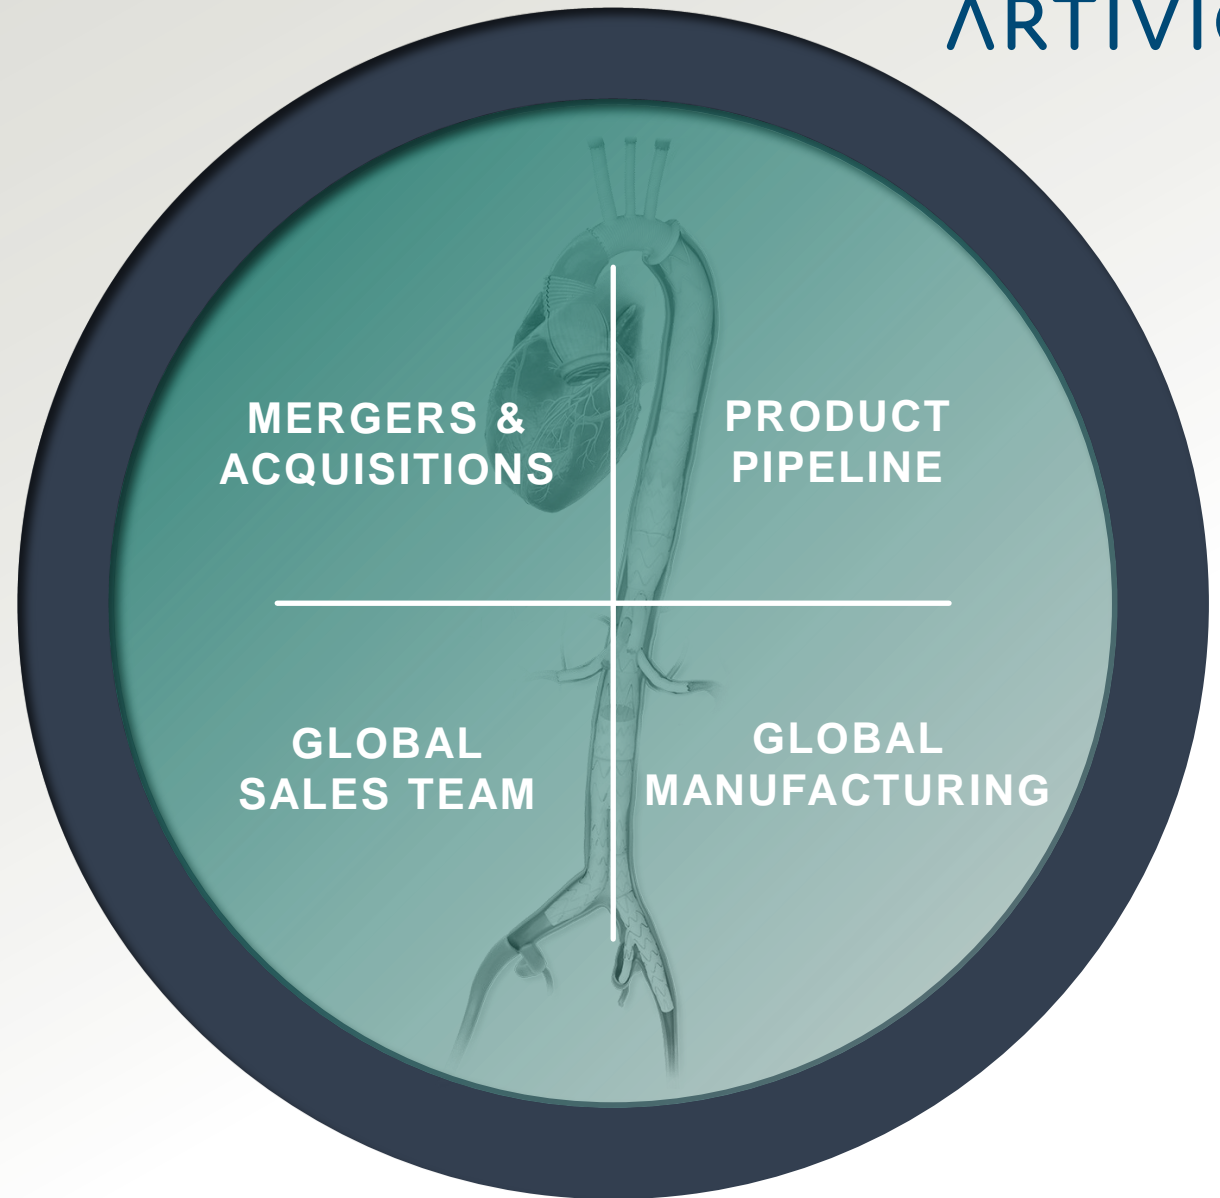 MERGERS &
ACQUISITIONS
PRODUCT
PIPELINE
GLOBAL
SALES TEAM
GLOBAL
MANUFACTURING